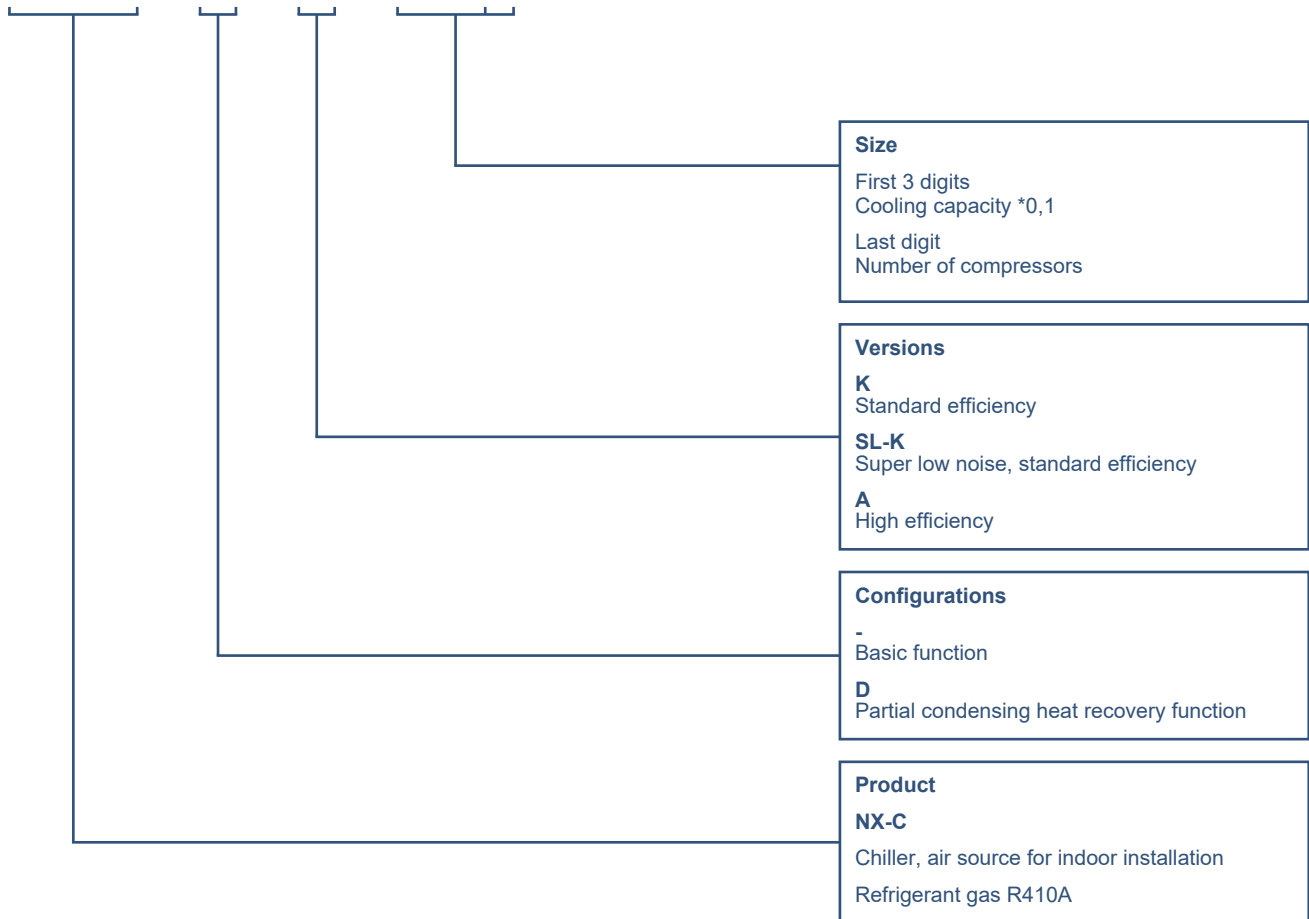 Size
First 3 digits
Cooling capacity *0,1
Last digit
Number of compressors
Versions
K
Standard efficiency
SL-K
Super low noise, standard efficiency
A
High efficiency
Configurations
-
Basic function
D
Partial condensing heat recovery function
Product
NX-C
Chiller, air source for indoor installation
Refrigerant gas R410A